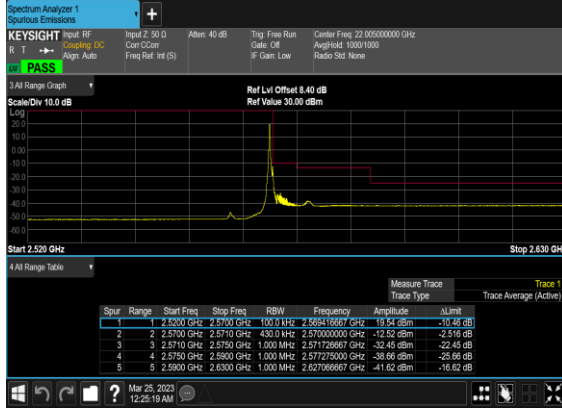 Spectrum Analyzer 1
Spurious Emissions
KEYSIGHT Input: RF Input Z: 50 Ω Atten: 40 dB Trig: Free Run Center Freq: 22.005000000 GHz
R T Coupling: DC Corr CCorr Gate: Off Avg|Hold: 1000/1000
Align: Auto Freq Ref: Int (S) IF Gain: Low Radio Std: None
PASS
3 All Range Graph
Ref Lvl Offset 8.40 dB
Scale/Div 10.0 dB Ref Value 30.00 dBm
Log
20.0
10.0
0.00
-10.0
-20.0
-30.0
-40.0
-50.0
-60.0
Start 2.520 GHz Stop 2.630 GH
4 All Range Table
Measure Trace Trace 1
Trace Type Trace Average (Active)
Spur Range Start Freq Stop Freq RBW Frequency Amplitude ΔLimit
1 1 2.5200 GHz 2.5700 GHz 100.0 kHz 2.569416667 GHz 19.54 dBm -10.46 dB
2 2 2.5700 GHz 2.5710 GHz 430.0 kHz 2.570000000 GHz -12.52 dBm -2.516 dB
3 3 2.5710 GHz 2.5750 GHz 1.000 MHz 2.571726667 GHz -32.45 dBm -22.45 dB
4 4 2.5750 GHz 2.5900 GHz 1.000 MHz 2.577275000 GHz -38.66 dBm -25.66 dB
5 5 2.5900 GHz 2.6300 GHz 1.000 MHz 2.627066667 GHz -41.62 dBm -16.62 dB
Mar 25, 2023
12:25:19 AM